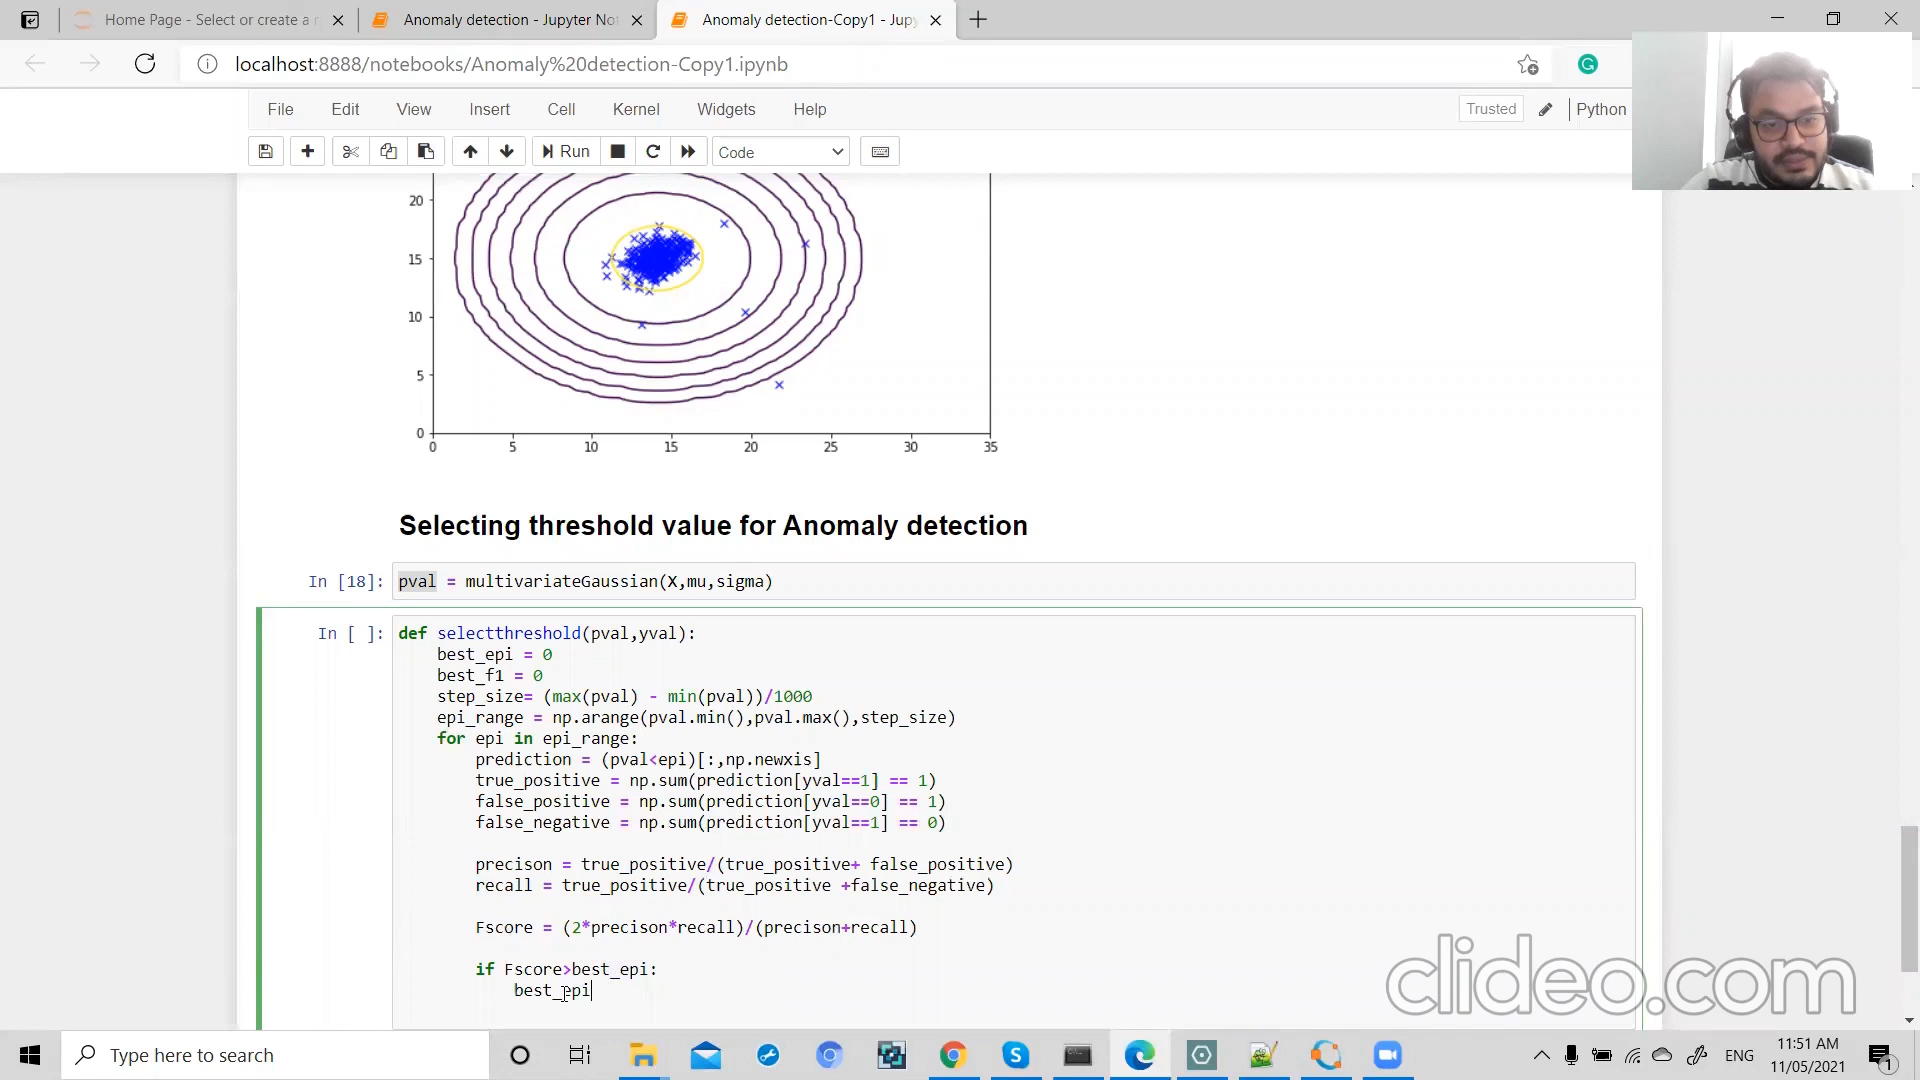 Home Page - Select or create a n
Anomaly detection - Jupyter No
Anomaly detection-Copy1 - Jupy
localhost:8888/notebooks/Anomaly%20detection-Copy1.ipynb
G
File Edit View Insert Cell Kernel Widgets Help
Trusted
Python
Run
Code
20
15
10
5
0
0 5 10 15 20 25 30 35
Selecting threshold value for Anomaly detection
In [18]: pval = multivariateGaussian(X,mu,sigma)
In [ ]: def selectthreshold(pval,yval):
best_epi = 0
best_f1 = 0
step_size= (max(pval) - min(pval))/1000
epi_range = np.arange(pval.min(),pval.max(),step_size)
for epi in epi_range:
prediction = (pval<epi)[:,np.newxis]
true_positive = np.sum(prediction[yval==1] == 1)
false_positive = np.sum(prediction[yval==0] == 1)
false_negative = np.sum(prediction[yval==1] == 0)
precison = true_positive/(true_positive+ false_positive)
recall = true_positive/(true_positive +false_negative)
Fscore = (2*precison*recall)/(precison+recall)
if Fscore>best_epi:
best_epi
clideo.com
Type here to search
ENG
11:51 AM
11/05/2021
1